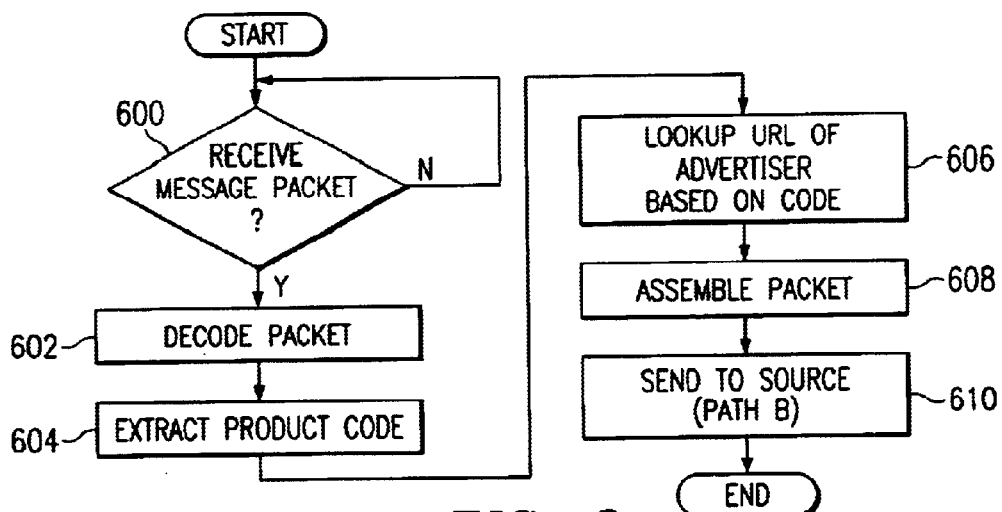 START
600
RECEIVE
MESSAGE PACKET
?
N
Y
602
DECODE PACKET
604
EXTRACT PRODUCT CODE
LOOKUP URL OF
ADVERTISER
BASED ON CODE
606
ASSEMBLE PACKET
608
SEND TO SOURCE
(PATH B)
610
END